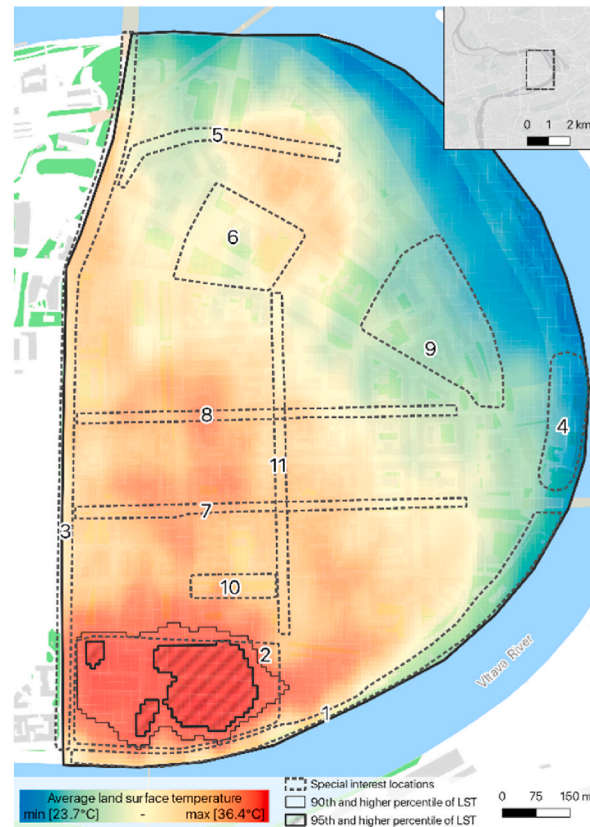 0 1 2 km
5
6
9
8
4
11
7
3
10
2
1
Vltava River
Average land surface temperature
min [23.7°C] - max [36.4°C]
Special interest locations
90th and higher percentile of LST
95th and higher percentile of LST
0 75 150 m